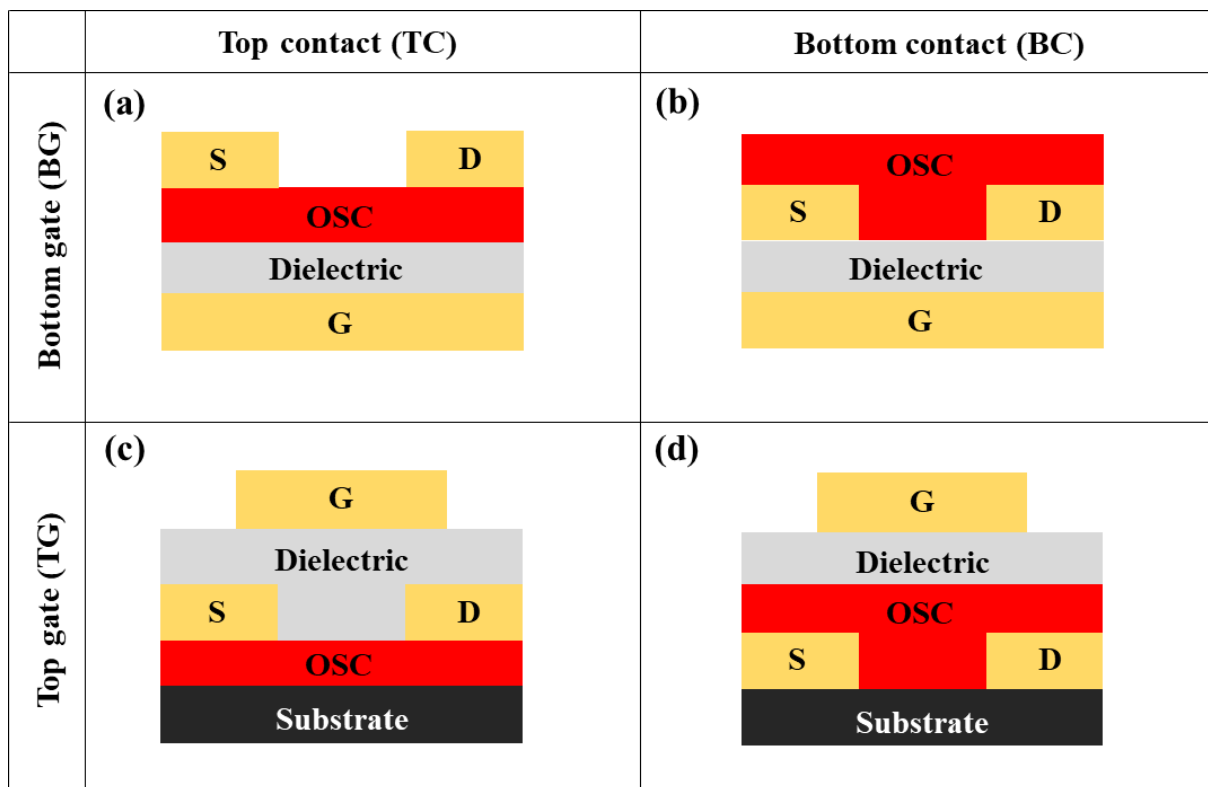 Top contact (TC)
Bottom contact (BC)
Bottom gate (BG)
(a)
S
D
OSC
Dielectric
G
(b)
OSC
S
D
Dielectric
G
Top gate (TG)
(c)
G
Dielectric
S
D
OSC
Substrate
(d)
G
Dielectric
OSC
S
D
Substrate